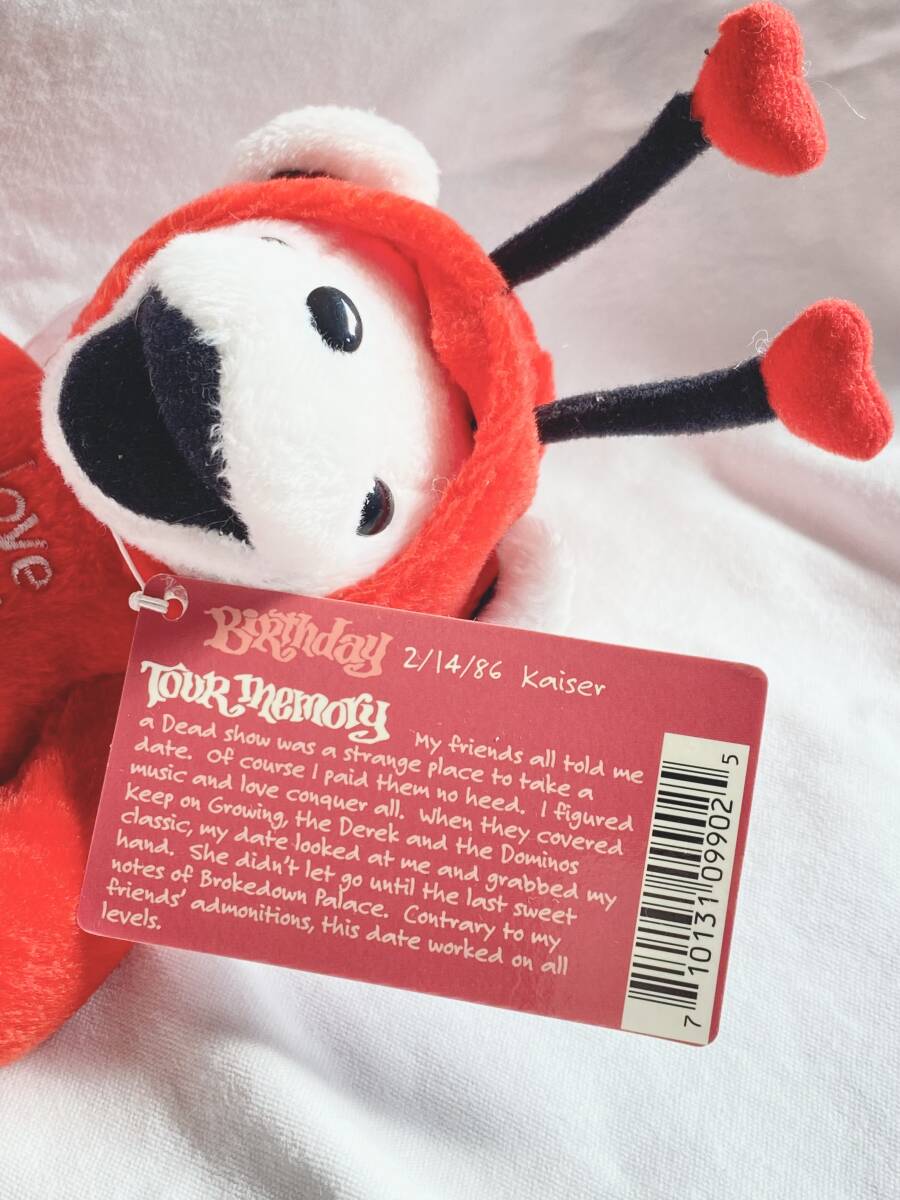 Love
Birthday 2/14/86 Kaiser
Tour Memory My friends all told me
a Dead show was a strange place to take a
date. Of course I paid them no heed. I figured
music and love conquer all. When they covered
Keep on Growing, the Derek and the Dominos
classic, my date looked at me and grabbed my
hand. She didn't let go until the last sweet
notes of Brokedown Palace. Contrary to my
friends' admonitions, this date worked on all
levels.
7 10131 09902 5